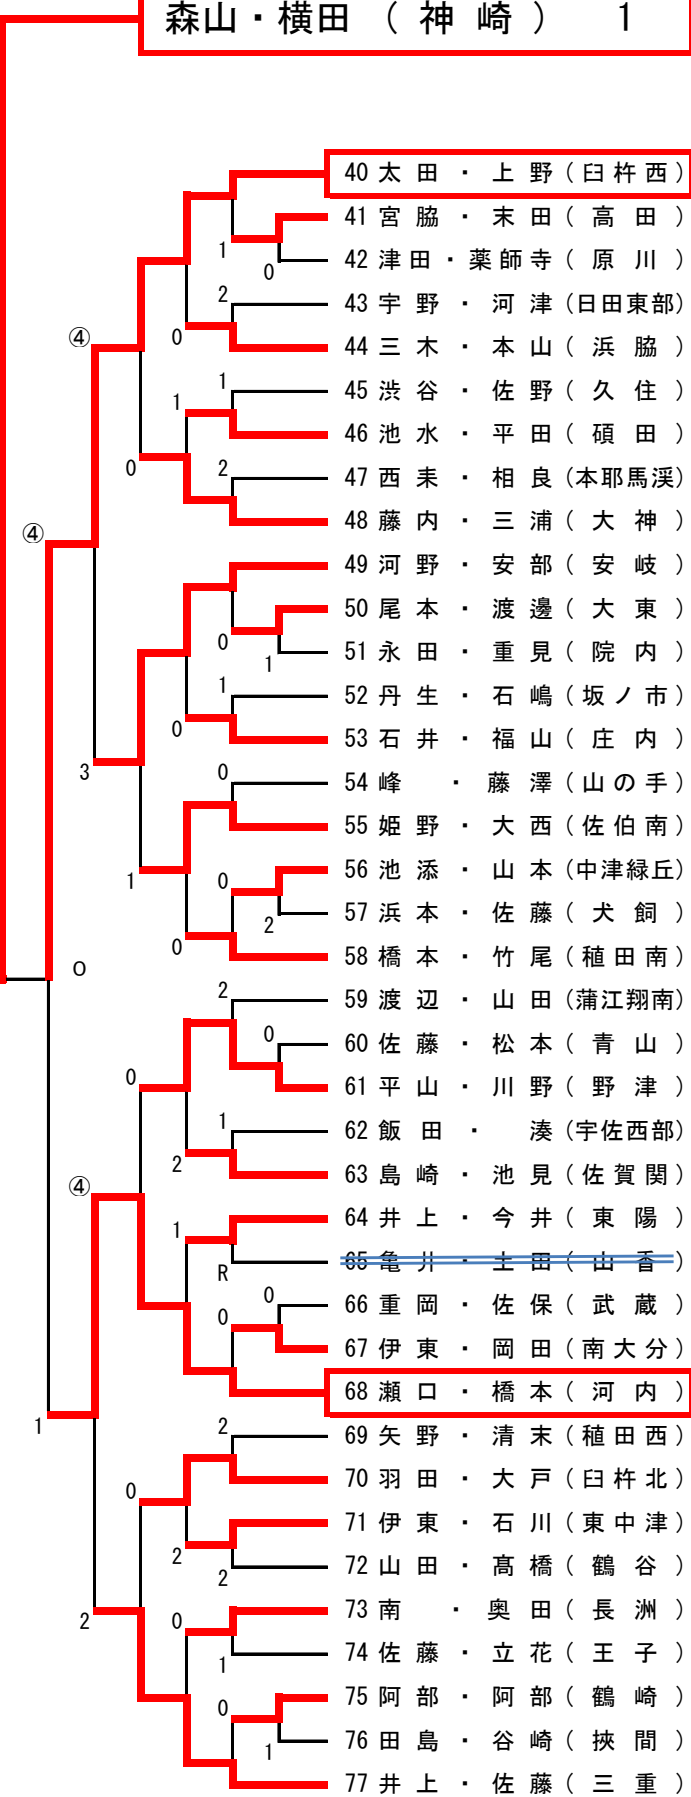 森山・横田 （ 神 崎 ） 1
40 太 田 ・ 上 野 ( 臼 杵 西 )
41 宮 脇 ・ 末 田 ( 高 田 )
1
0
42 津 田 ・ 薬 師 寺 ( 原 川 )
2
43 宇 野 ・ 河 津 (日田東部)
④
0
44 三 木 ・ 本 山 ( 浜 脇 )
1
45 渋 谷 ・ 佐 野 ( 久 住 )
1
46 池 水 ・ 平 田 ( 碩 田 )
0
2
47 西 耒 ・ 相 良 (本耶馬渓)
48 藤 内 ・ 三 浦 ( 大 神 )
④
49 河 野 ・ 安 部 ( 安 岐 )
50 尾 本 ・ 渡 邊 ( 大 東 )
0
1
51 永 田 ・ 重 見 ( 院 内 )
1
52 丹 生 ・ 石 嶋 ( 坂 ノ 市 )
0
53 石 井 ・ 福 山 ( 庄 内 )
3
0
54 峰 ・ 藤 澤 ( 山 の 手 )
55 姫 野 ・ 大 西 ( 佐 伯 南 )
1
0
56 池 添 ・ 山 本 (中津緑丘)
2
57 浜 本 ・ 佐 藤 ( 犬 飼 )
0
58 橋 本 ・ 竹 尾 ( 稙 田 南 )
0
2
59 渡 辺 ・ 山 田 (蒲江翔南)
0
60 佐 藤 ・ 松 本 ( 青 山 )
0
61 平 山 ・ 川 野 ( 野 津 )
1
62 飯 田 ・ 湊 (宇佐西部)
2
63 島 崎 ・ 池 見 ( 佐 賀 関 )
④
1
64 井 上 ・ 今 井 ( 東 陽 )
R
65 亀 井 ・ 土 田 ( 山 香 )
0
66 重 岡 ・ 佐 保 ( 武 蔵 )
0
67 伊 東 ・ 岡 田 ( 南 大 分 )
68 瀬 口 ・ 橋 本 ( 河 内 )
1
2
69 矢 野 ・ 清 末 ( 稙 田 西 )
0
70 羽 田 ・ 大 戸 ( 臼 杵 北 )
71 伊 東 ・ 石 川 ( 東 中 津 )
2
2
72 山 田 ・ 髙 橋 ( 鶴 谷 )
2
0
73 南 ・ 奥 田 ( 長 洲 )
1
74 佐 藤 ・ 立 花 ( 王 子 )
0
75 阿 部 ・ 阿 部 ( 鶴 崎 )
1
76 田 島 ・ 谷 崎 ( 挾 間 )
77 井 上 ・ 佐 藤 ( 三 重 )